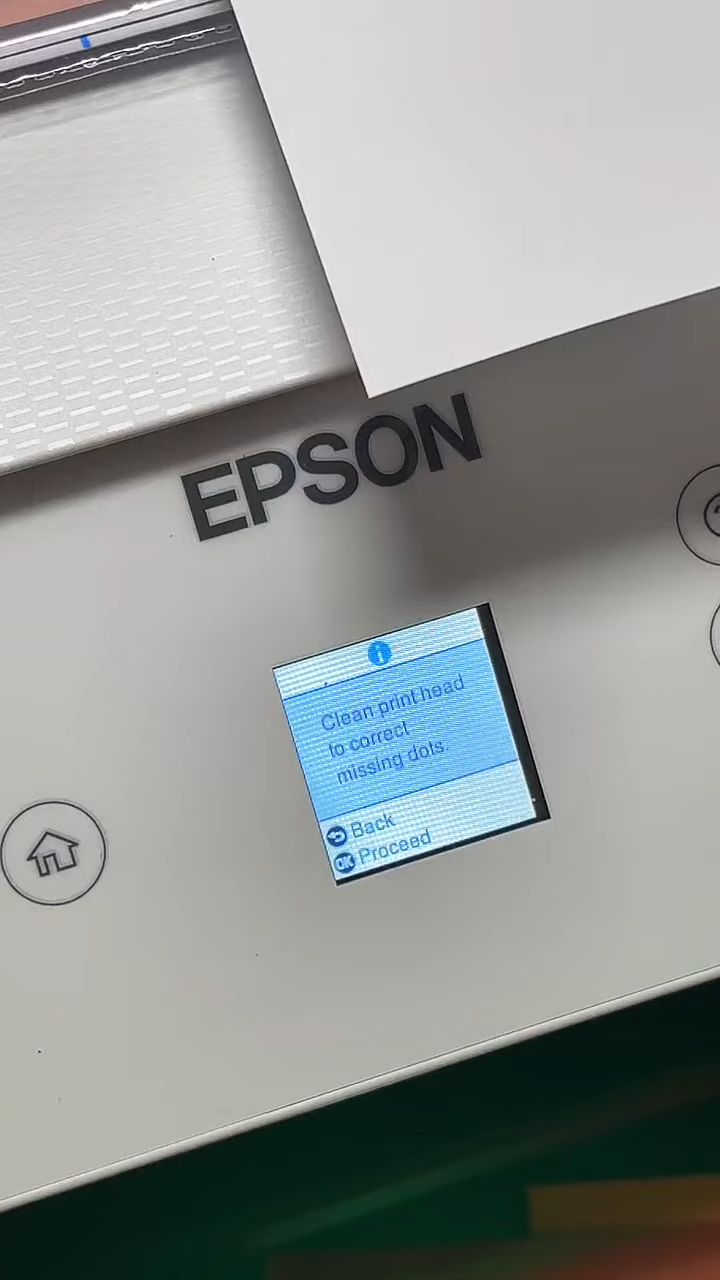 EPSON
Clean print head
to correct
missing dots.
Back
OK Proceed